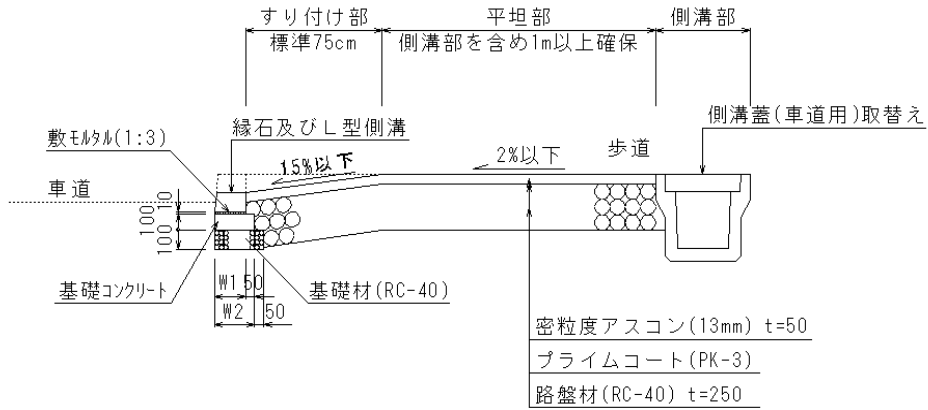 すり付け部
平坦部
側溝部
標準75cm
側溝部を含め1m以上確保
側溝蓋(車道用)取替え
縁石及びL型側溝
敷モルタル(1:3)
15%以下
2%以下
歩道
車道
10
100
100
W1
50
W2
50
基礎コンクリート
基礎材(RC-40)
密粒度アスコン(13mm) t=50
プライムコート(PK-3)
路盤材(RC-40) t=250